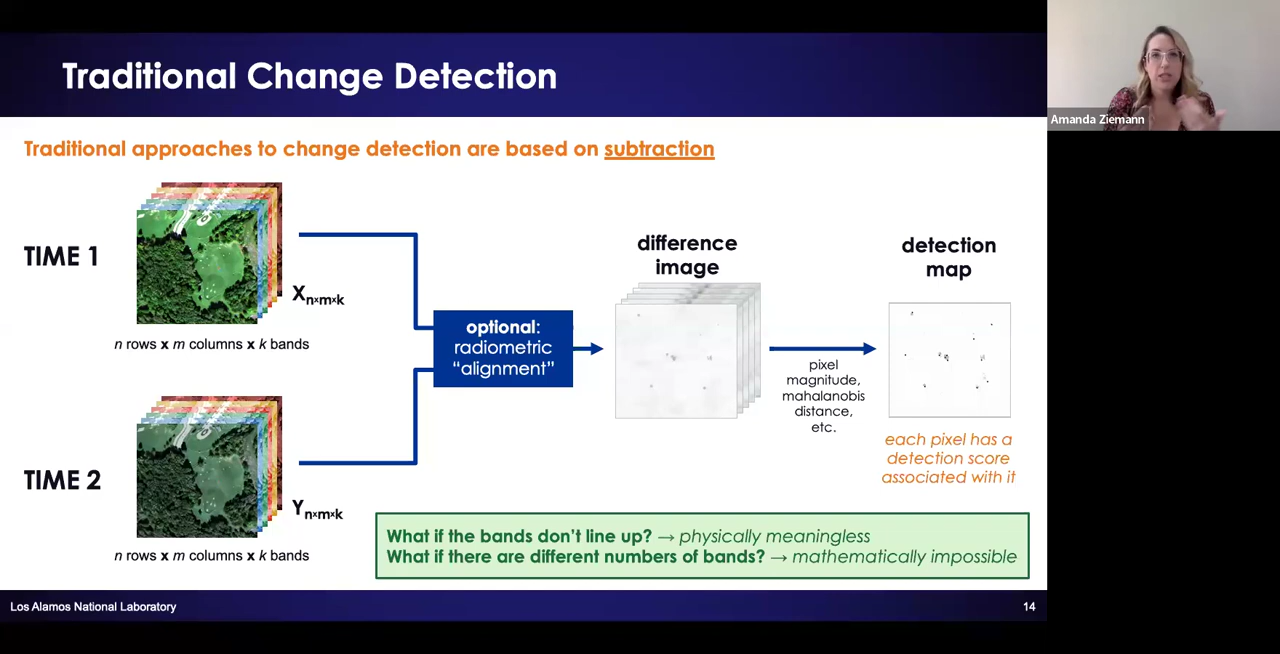 Traditional Change Detection
Amanda Ziemann
Traditional approaches to change detection are based on subtraction
TIME 1
X n×m×k
n rows x m columns x k bands
TIME 2
Y n×m×k
n rows x m columns x k bands
optional:
radiometric
“alignment”
difference
image
pixel
magnitude,
mahalanobis
distance,
etc.
detection
map
each pixel has a
detection score
associated with it
What if the bands don’t line up? → physically meaningless
What if there are different numbers of bands? → mathematically impossible
Los Alamos National Laboratory
14